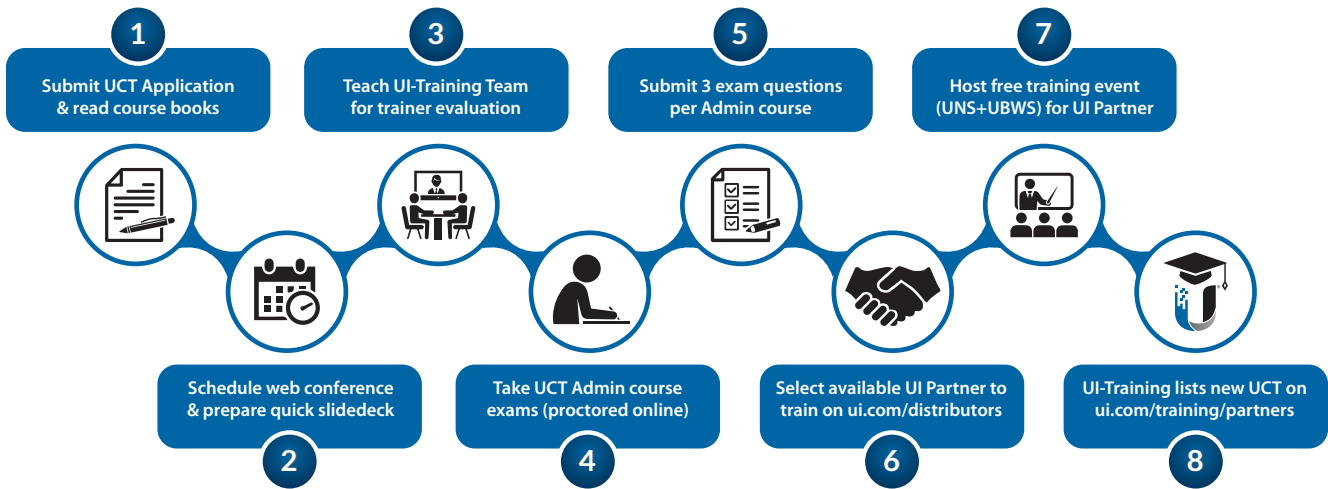 1
Submit UCT Application
& read course books
2
Schedule web conference
& prepare quick slidedeck
3
Teach UI-Training Team
for trainer evaluation
4
Take UCT Admin course
exams (proctored online)
5
Submit 3 exam questions
per Admin course
6
Select available UI Partner to
train on ui.com/distributors
7
Host free training event
(UNS+UBWS) for UI Partner
8
UI-Training lists new UCT on
ui.com/training/partners
U